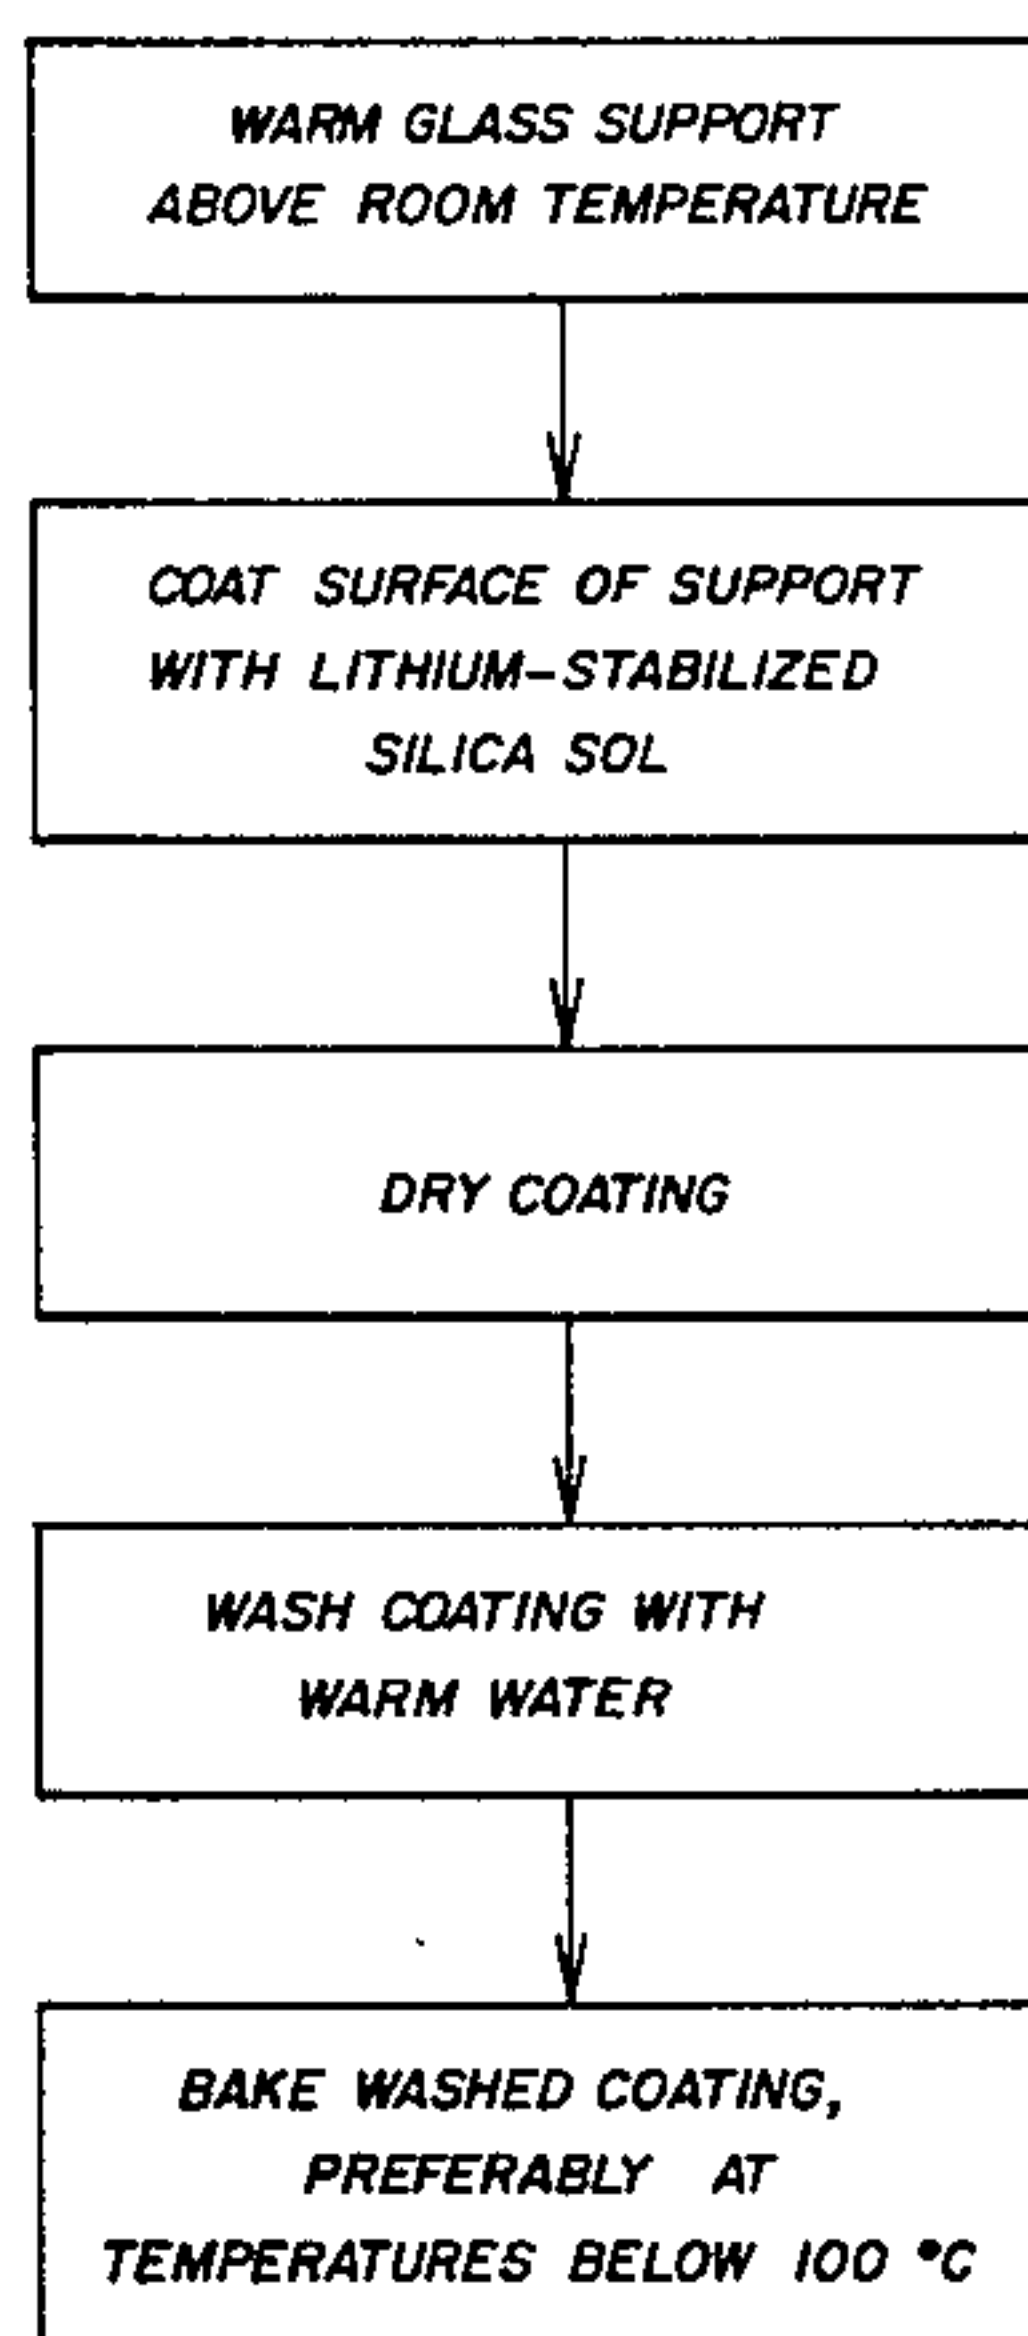 WARM GLASS SUPPORT
ABOVE ROOM TEMPERATURE
COAT SURFACE OF SUPPORT
WITH LITHIUM-STABILIZED
SILICA SOL
DRY COATING
WASH COATING WITH
WARM WATER
BAKE WASHED COATING,
PREFERABLY AT
TEMPERATURES BELOW 100 °C